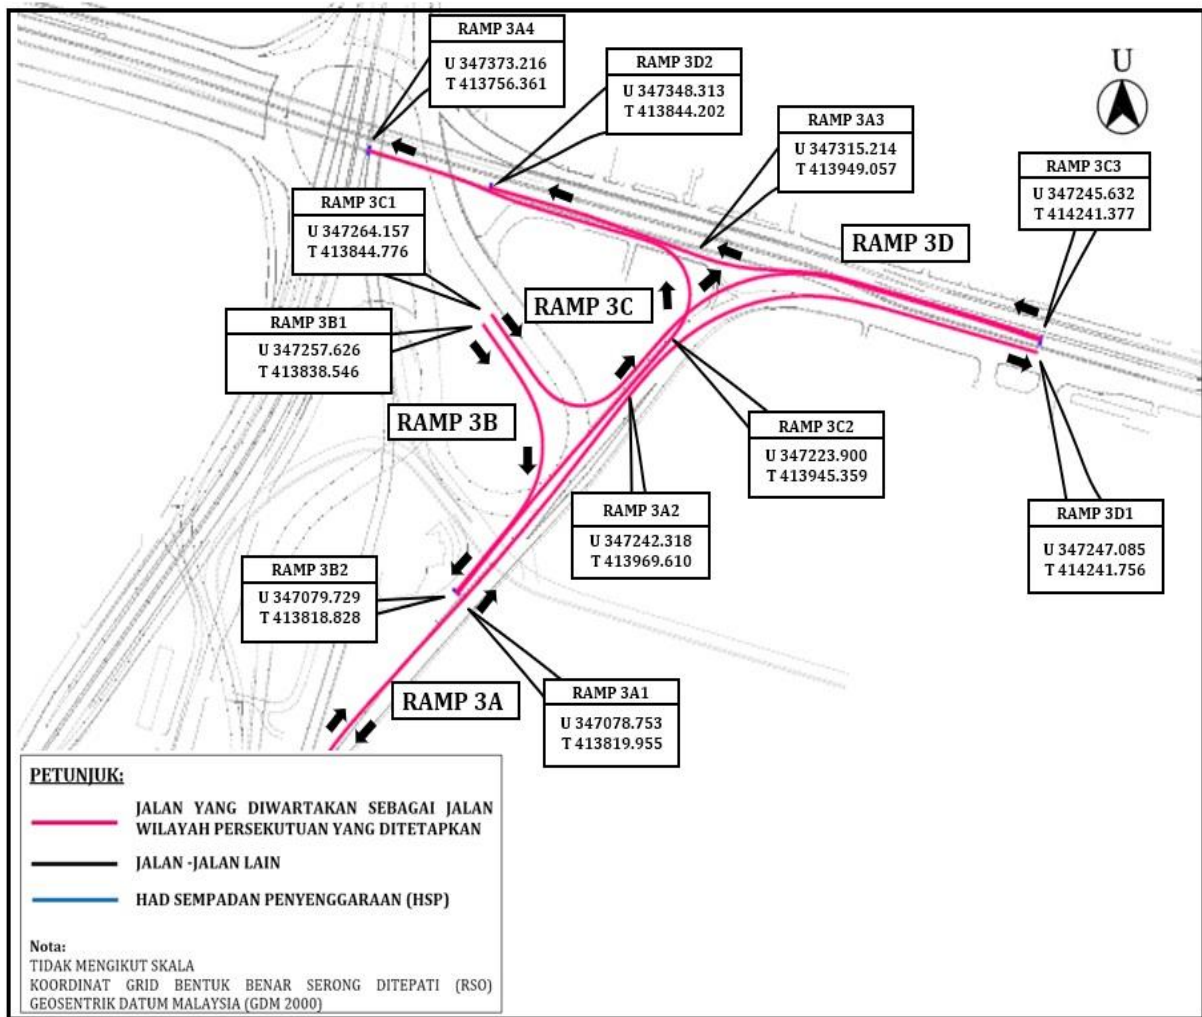 RAMP 3A4
U 347373.216
T 413756.361
RAMP 3D2
U 347348.313
T 413844.202
U
RAMP 3A3
U 347315.214
T 413949.057
RAMP 3C3
U 347245.632
T 414241.377
RAMP 3C1
U 347264.157
T 413844.776
RAMP 3D
RAMP 3C
RAMP 3B1
U 347257.626
T 413838.546
RAMP 3B
RAMP 3C2
U 347223.900
T 413945.359
RAMP 3A2
U 347242.318
T 413969.610
RAMP 3D1
U 347247.085
T 414241.756
RAMP 3B2
U 347079.729
T 413818.828
RAMP 3A
RAMP 3A1
U 347078.753
T 413819.955
PETUNJUK:
JALAN YANG DIWARTAKAN SEBAGAI JALAN
WILAYAH PERSEKUTUAN YANG DITETAPKAN
JALAN -JALAN LAIN
HAD SEMPADAN PENYENGGARAAN (HSP)
Nota:
TIDAK MENGIKUT SKALA
KOORDINAT GRID BENTUK BENAR SERONG DITEPATI (RSO)
GEOSENTRIK DATUM MALAYSIA (GDM 2000)